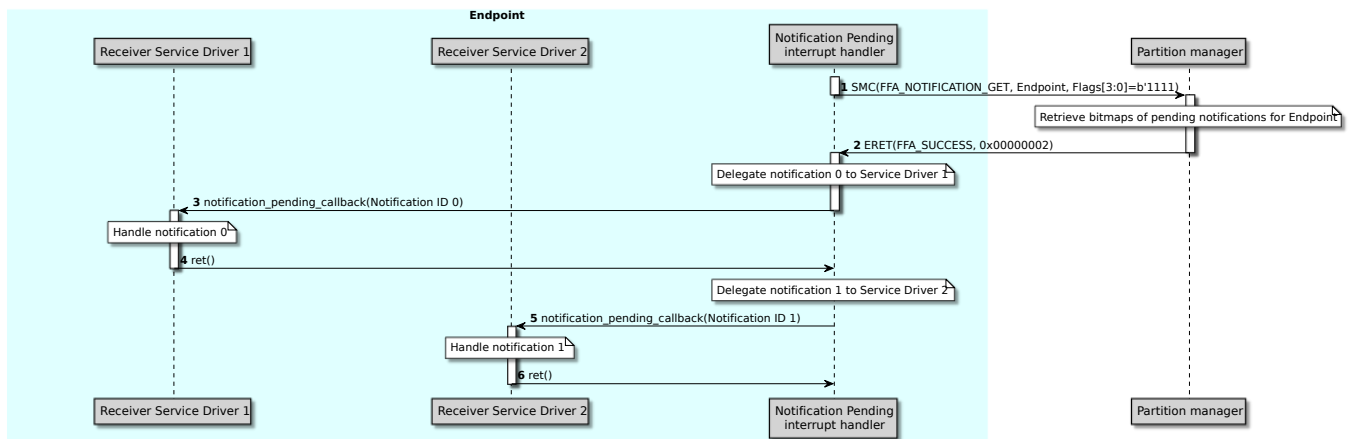 Endpoint
Receiver Service Driver 1
Receiver Service Driver 2
Notification Pending
interrupt handler
Partition manager
1 SMC(FFA_NOTIFICATION_GET, Endpoint, Flags[3:0]=b'1111)
Retrieve bitmaps of pending notifications for Endpoint
2 ERET(FFA_SUCCESS, 0x00000002)
Delegate notification 0 to Service Driver 1
3 notification_pending_callback(Notification ID 0)
Handle notification 0
4 ret()
Delegate notification 1 to Service Driver 2
5 notification_pending_callback(Notification ID 1)
Handle notification 1
6 ret()
Receiver Service Driver 1
Receiver Service Driver 2
Notification Pending
interrupt handler
Partition manager